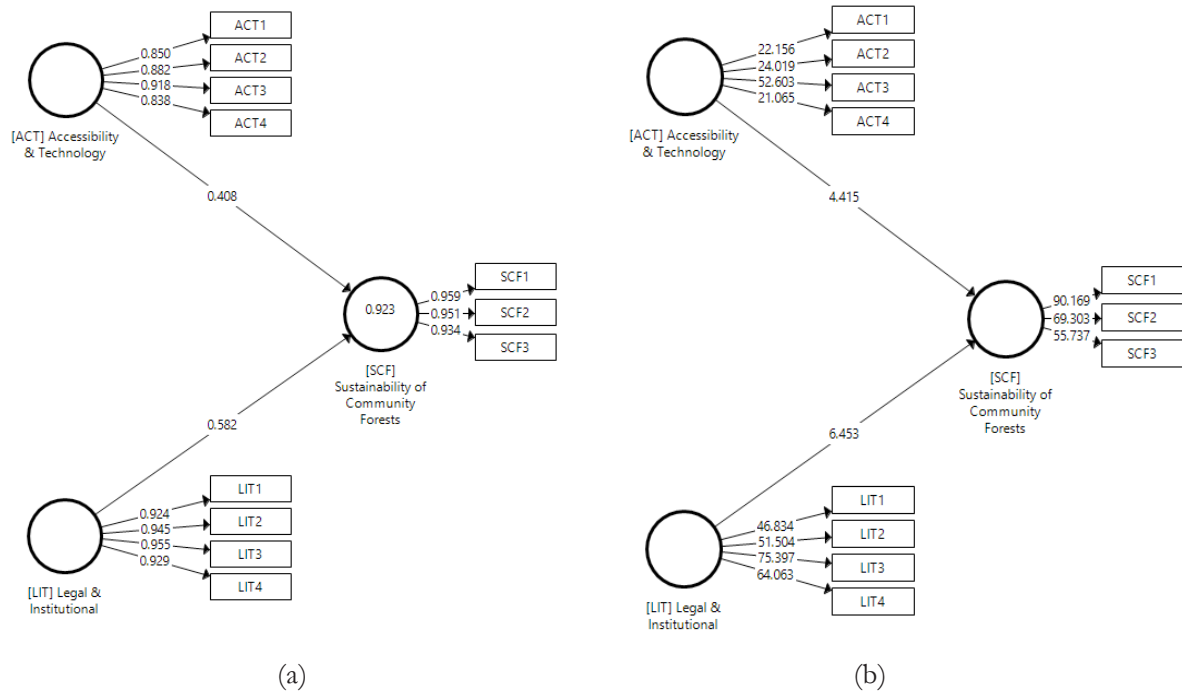 ACT1
0.850
ACT2
0.882
0.918
ACT3
0.838
ACT4
[ACT] Accessibility
& Technology
0.408
SCF1
0.959
0.923
0.951
SCF2
0.934
SCF3
[SCF]
Sustainability of
Community
Forests
0.582
LIT1
0.924
LIT2
0.945
0.955
LIT3
0.929
LIT4
[LIT] Legal &
Institutional
(a)
ACT1
22.156
ACT2
24.019
52.603
ACT3
21.065
ACT4
[ACT] Accessibility
& Technology
4.415
SCF1
90.169
69.303
SCF2
55.737
SCF3
[SCF]
Sustainability of
Community
Forests
6.453
LIT1
46.834
LIT2
51.504
75.397
LIT3
64.063
LIT4
[LIT] Legal &
Institutional
(b)